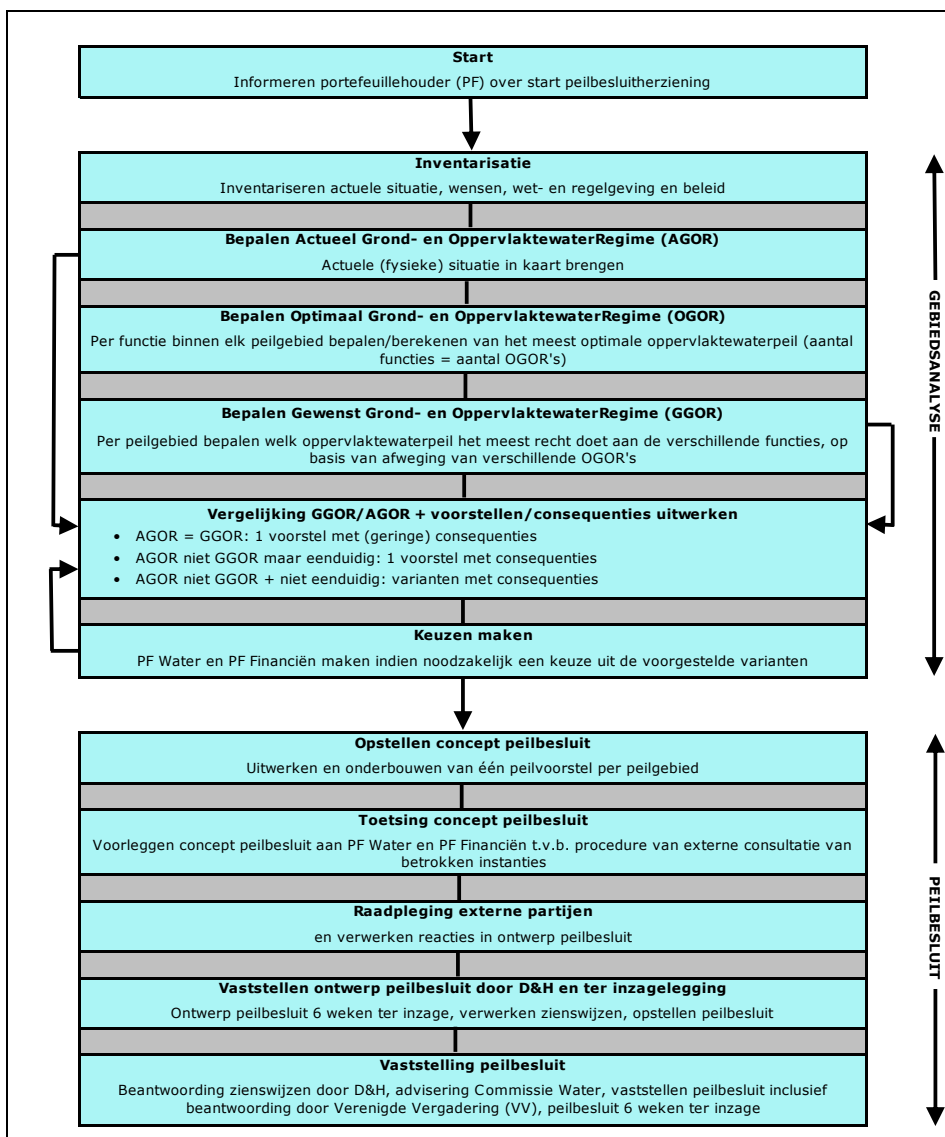 Start
Informeren portefeuillehouder (PF) over start peilbesluitherziening
Inventarisatie
Inventariseren actuele situatie, wensen, wet- en regelgeving en beleid
Bepalen Actueel Grond- en OppervlaktewaterRegime (AGOR)
Actuele (fysieke) situatie in kaart brengen
Bepalen Optimaal Grond- en OppervlaktewaterRegime (OGOR)
Per functie binnen elk peilgebied bepalen/berekenen van het meest optimale oppervlaktewaterpeil (aantal
functies = aantal OGOR's)
Bepalen Gewenst Grond- en OppervlaktewaterRegime (GGOR)
Per peilgebied bepalen welk oppervlaktewaterpeil het meest recht doet aan de verschillende functies, op
basis van afweging van verschillende OGOR's
Vergelijking GGOR/AGOR + voorstellen/consequenties uitwerken
• AGOR = GGOR: 1 voorstel met (geringe) consequenties
• AGOR niet GGOR maar eenduidig: 1 voorstel met consequenties
• AGOR niet GGOR + niet eenduidig: varianten met consequenties
Keuzen maken
PF Water en PF Financiën maken indien noodzakelijk een keuze uit de voorgestelde varianten
GEBIEDSANALYSE
Opstellen concept peilbesluit
Uitwerken en onderbouwen van één peilvoorstel per peilgebied
Toetsing concept peilbesluit
Voorleggen concept peilbesluit aan PF Water en PF Financiën t.v.b. procedure van externe consultatie van
betrokken instanties
Raadpleging externe partijen
en verwerken reacties in ontwerp peilbesluit
Vaststellen ontwerp peilbesluit door D&H en ter inzagelegging
Ontwerp peilbesluit 6 weken ter inzage, verwerken zienswijzen, opstellen peilbesluit
Vaststelling peilbesluit
Beantwoording zienswijzen door D&H, advisering Commissie Water, vaststellen peilbesluit inclusief
beantwoording door Verenigde Vergadering (VV), peilbesluit 6 weken ter inzage
PEILBESLUIT